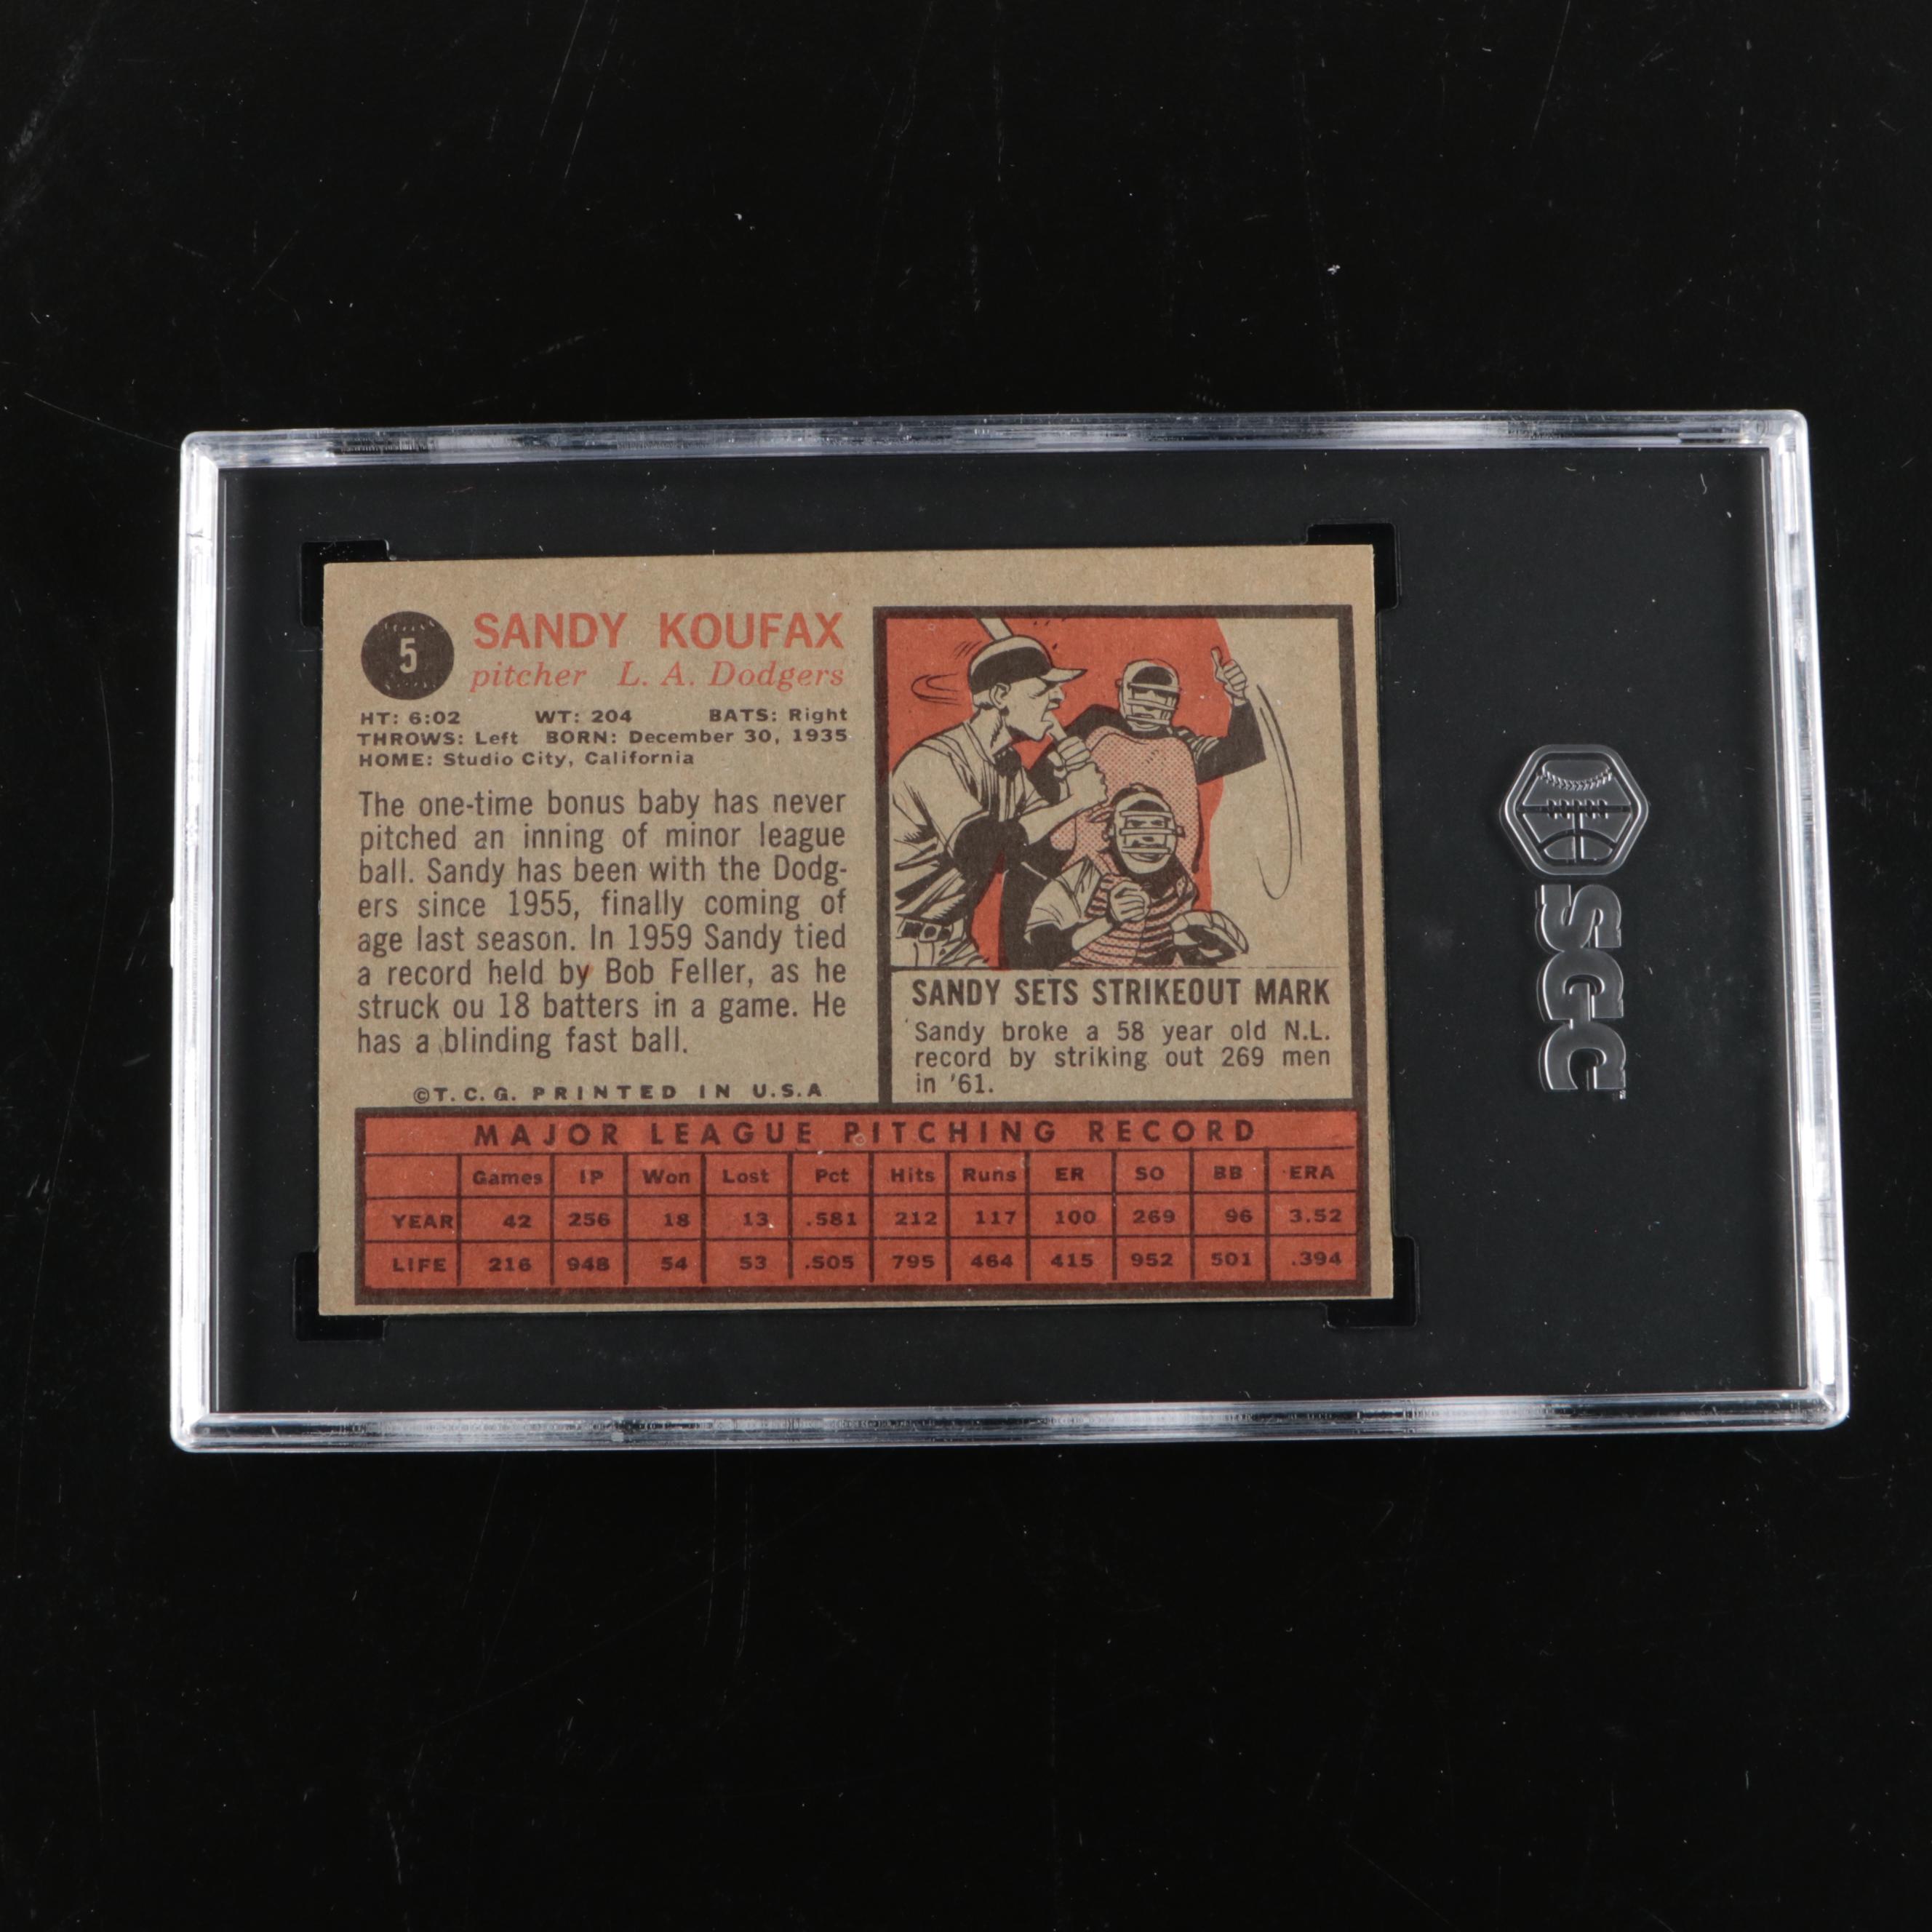 5
SANDY KOUFAX
pitcher L. A. Dodgers
HT: 6:02 WT: 204 BATS: Right
THROWS: Left BORN: December 30, 1935
HOME: Studio City, California
The one-time bonus baby has never
pitched an inning of minor league
ball. Sandy has been with the Dodg-
ers since 1955, finally coming of
age last season. In 1959 Sandy tied
a record held by Bob Feller, as he
struck ou 18 batters in a game. He
has a blinding fast ball.
©T. C. G. PRINTED IN U.S.A
SANDY SETS STRIKEOUT MARK
Sandy broke a 58 year old N.L.
record by striking out 269 men
in '61.
MAJOR LEAGUE PITCHING RECORD
Games IP Won Lost Pct Hits Runs ER SO BB ERA
YEAR 42 256 18 13 .581 212 117 100 269 96 3.52
LIFE 216 948 54 53 .505 795 464 415 952 501 .394
SGC